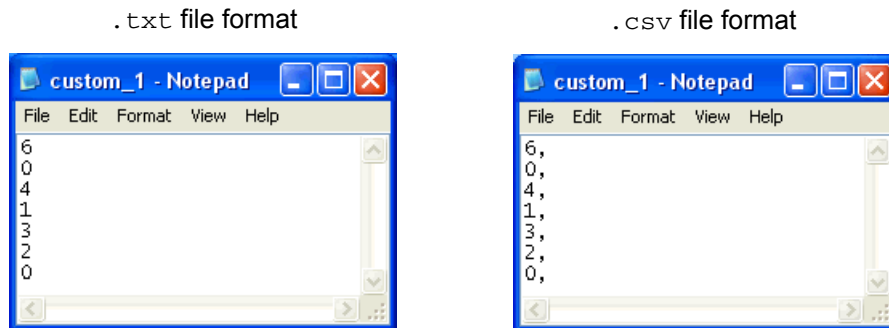 .txt file format
custom_1 - Notepad
File Edit Format View Help
6
0
4
1
3
2
0
.csv file format
custom_1 - Notepad
File Edit Format View Help
6,
0,
4,
1,
3,
2,
0,